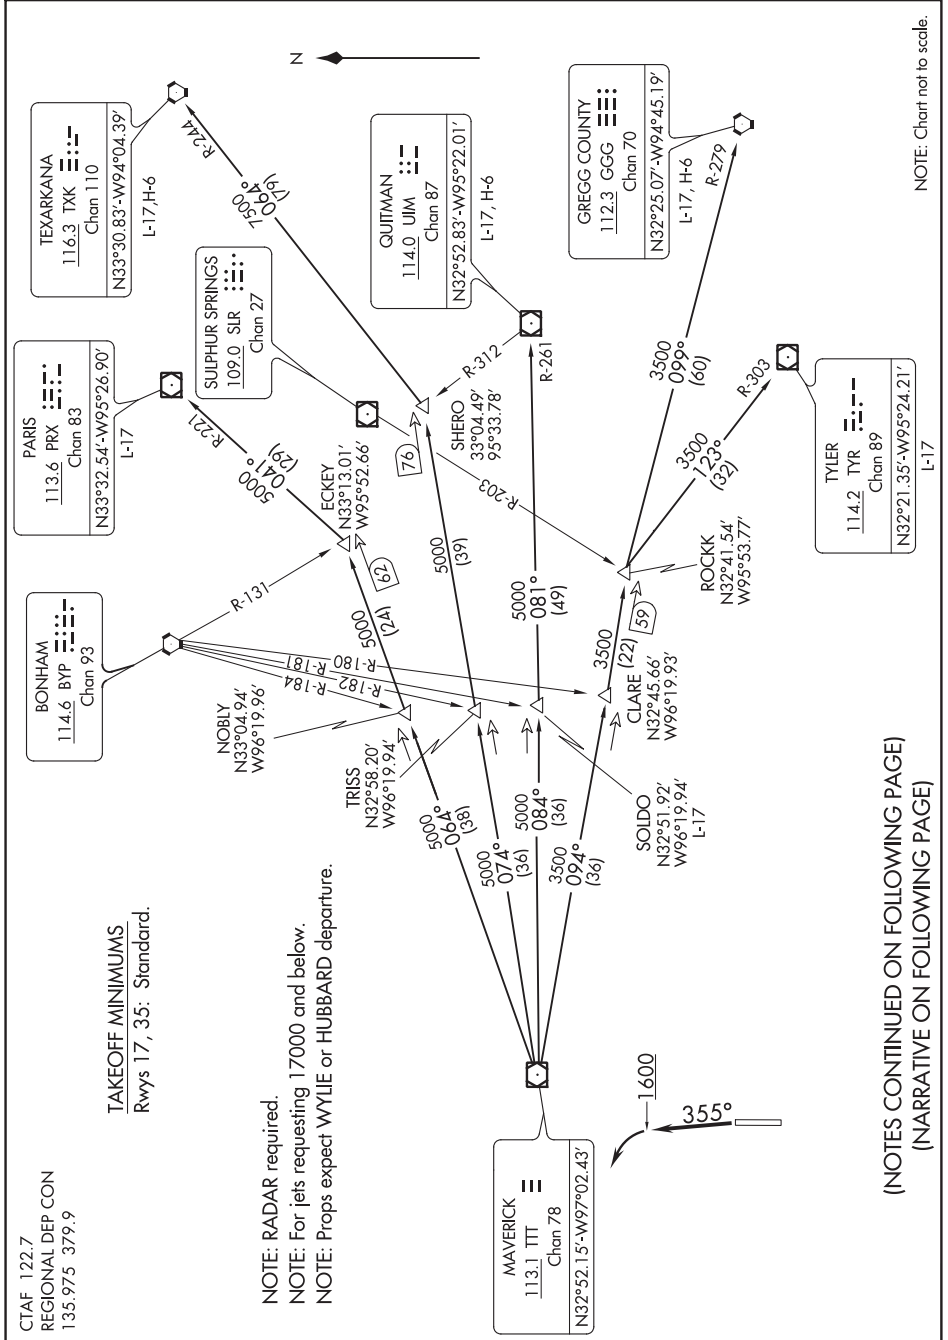 CTAF 122.7
REGIONAL DEP CON
135.975 379.9
TAKEOFF MINIMUMS
Rwys 17, 35: Standard.
NOTE: RADAR required.
NOTE: For jets requesting 17000 and below.
NOTE: Props expect WYLIE or HUBBARD departure.
BONHAM
114.6 BYP
Chan 93
PARIS
113.6 PRX
Chan 83
N33°32.54'-W95°26.90'
L-17
TEXARKANA
116.3 TXK
Chan 110
N33°30.83'-W94°04.39'
L-17,H-6
SULPHUR SPRINGS
109.0 SLR
Chan 27
QUITMAN
114.0 UIM
Chan 87
N32°52.83'-W95°22.01'
L-17, H-6
GREGG COUNTY
112.3 GGG
Chan 70
N32°25.07'-W94°45.19'
L-17, H-6
TYLER
114.2 TYR
Chan 89
N32°21.35'-W95°24.21'
L-17
MAVERICK
113.1 TTT
Chan 78
N32°52.15'-W97°02.43'
NOBLY
N33°04.94'
W96°19.96'
TRISS
N32°58.20'
W96°19.94'
SOLDO
N32°51.92'
W96°19.94'
L-17
CLARE
N32°45.66'
W96°19.93'
ECKEY
N33°13.01'
W95°52.66'
SHERO
33°04.49'
95°33.78'
ROCKK
N32°41.54'
W95°53.77'
5000
064°
(38)
5000
074°
(36)
5000
084°
(36)
3500
094°
(36)
5000
(24)
62
5000
(39)
76
5000
081°
(49)
3500
(22)
59
5000
041°
(29)
7500
064°
(76)
3500
099°
(60)
3500
123°
(32)
R-131
R-184
R-182
R-181
R-180
R-221
R-244
R-312
R-261
R-203
R-279
R-303
N
1600
355°
NOTE: Chart not to scale.
(NOTES CONTINUED ON FOLLOWING PAGE)
(NARRATIVE ON FOLLOWING PAGE)